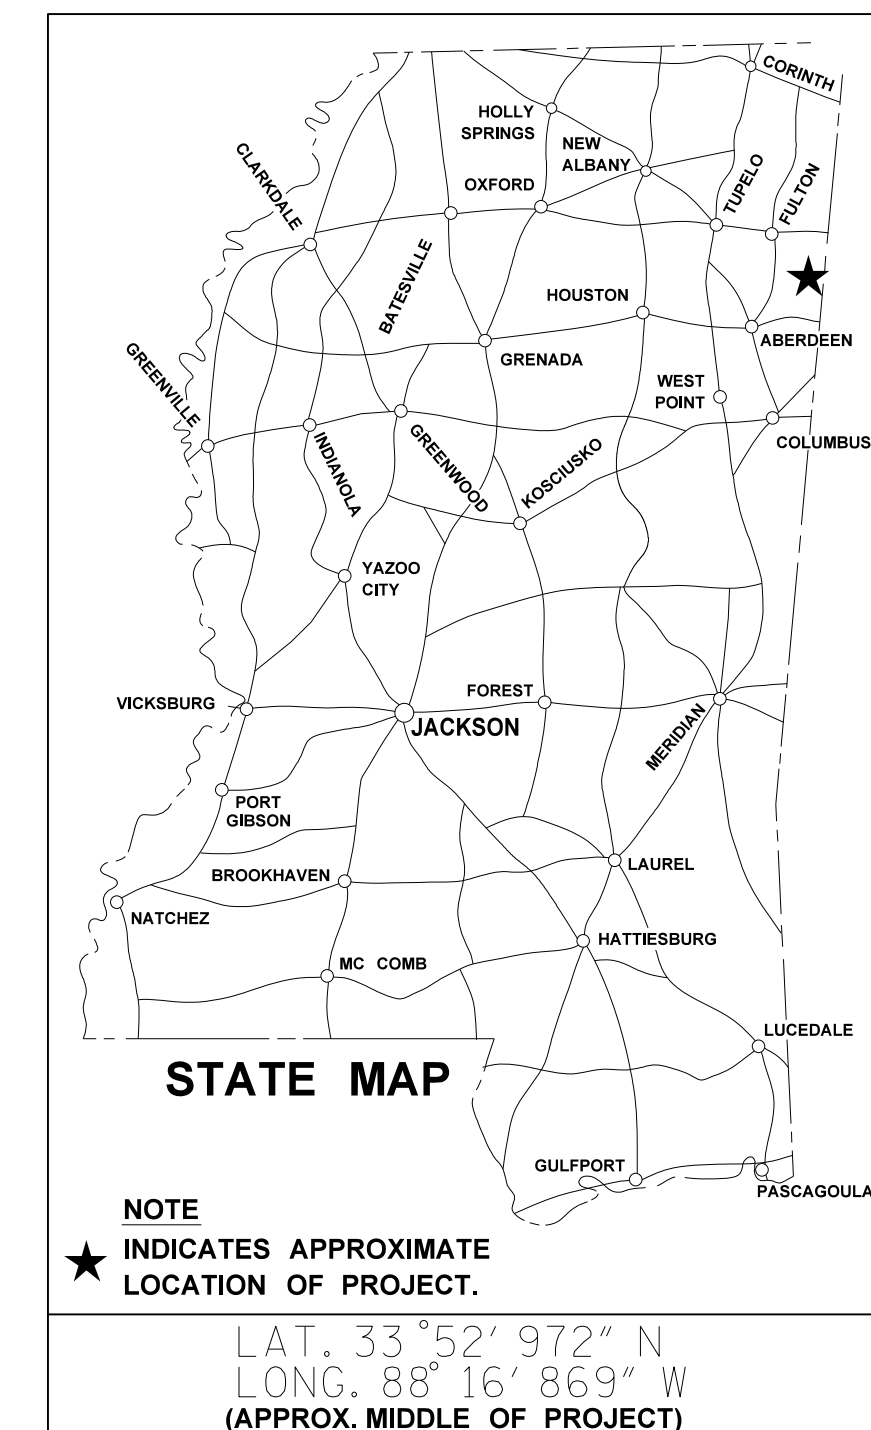 CORINTH
HOLLY
SPRINGS
NEW
ALBANY
CLARKDALE
OXFORD
TUPELO
FULTON
BATESVILLE
HOUSTON
ABERDEEN
GREENVILLE
GRENADA
WEST
POINT
COLUMBUS
INDIANOLA
GREENWOOD
KOSCIUSKO
YAZOO
CITY
VICKSBURG
FOREST
JACKSON
MERIDIAN
PORT
GIBSON
BROOKHAVEN
LAUREL
NATCHEZ
HATTIESBURG
MC COMB
LUCEDALE
STATE MAP
GULFPORT
PASCAGOULA
NOTE
INDICATES APPROXIMATE
LOCATION OF PROJECT.
LAT. 33°52' 972" N
LONG. 88° 16' 869" W
(APPROX. MIDDLE OF PROJECT)